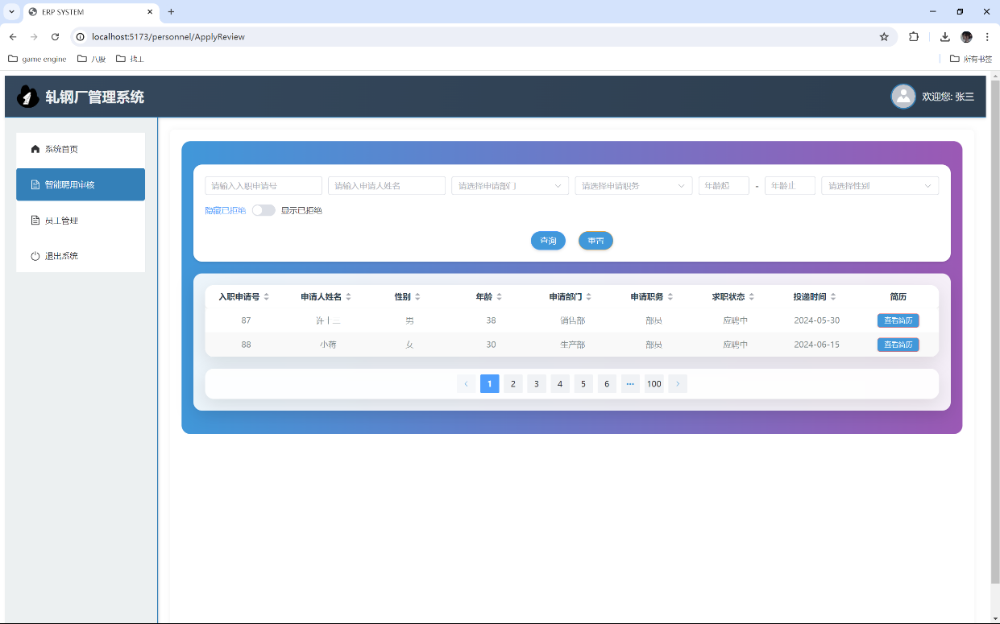 ERP SYSTEM
localhost:5173/personnel/ApplyReview
game engine 八股 找工 所有书签
轧钢厂管理系统 欢迎您: 张三
系统首页
智能聘用审核
员工管理
退出系统
请输入入职申请号 请输入申请人姓名 请选择申请部门 请选择申请职务 年龄起 - 年龄止 请选择性别
隐藏已拒绝 显示已拒绝
查询 重置
入职申请号 申请人姓名 性别 年龄 申请部门 申请职务 求职状态 投递时间 简历
87 许｜三 男 38 销售部 部员 应聘中 2024-05-30 查看简历
88 小蒋 女 30 生产部 部员 应聘中 2024-06-15 查看简历
1 2 3 4 5 6 ··· 100